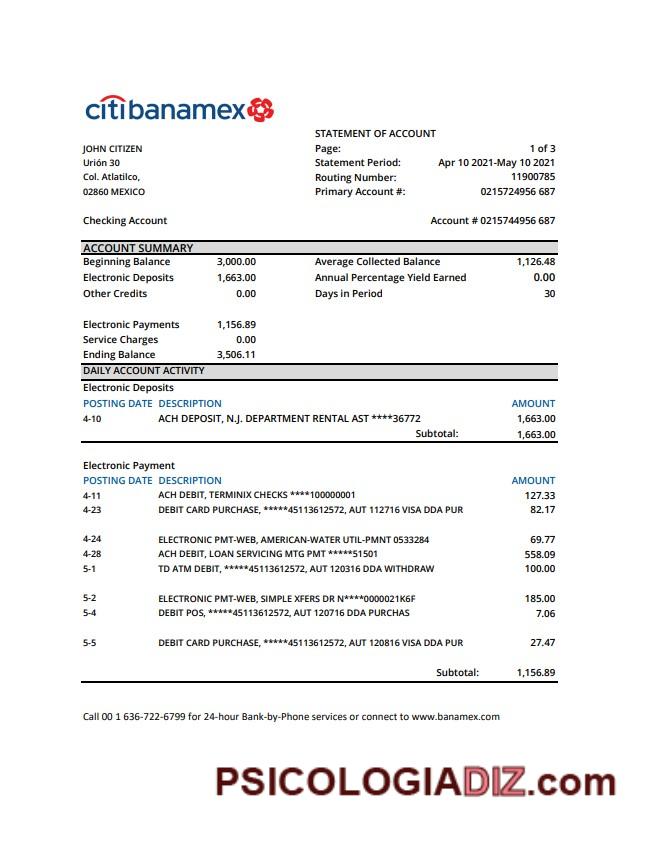 citibanamex
STATEMENT OF ACCOUNT
JOHN CITIZEN Page: 1 of 3
Urión 30 Statement Period: Apr 10 2021-May 10 2021
Col. Atlatilco, Routing Number: 11900785
02860 MEXICO Primary Account #: 0215724956 687
Checking Account Account # 0215744956 687
ACCOUNT SUMMARY
Beginning Balance 3,000.00 Average Collected Balance 1,126.48
Electronic Deposits 1,663.00 Annual Percentage Yield Earned 0.00
Other Credits 0.00 Days in Period 30
Electronic Payments 1,156.89
Service Charges 0.00
Ending Balance 3,506.11
DAILY ACCOUNT ACTIVITY
Electronic Deposits
POSTING DATE DESCRIPTION AMOUNT
4-10 ACH DEPOSIT, N.J. DEPARTMENT RENTAL AST ****36772 1,663.00
Subtotal: 1,663.00
Electronic Payment
POSTING DATE DESCRIPTION AMOUNT
4-11 ACH DEBIT, TERMINIX CHECKS ****100000001 127.33
4-23 DEBIT CARD PURCHASE, *****45113612572, AUT 112716 VISA DDA PUR 82.17
4-24 ELECTRONIC PMT-WEB, AMERICAN-WATER UTIL-PMNT 0533284 69.77
4-28 ACH DEBIT, LOAN SERVICING MTG PMT *****51501 558.09
5-1 TD ATM DEBIT, *****45113612572, AUT 120316 DDA WITHDRAW 100.00
5-2 ELECTRONIC PMT-WEB, SIMPLE XFERS DR N****0000021K6F 185.00
5-4 DEBIT POS, *****45113612572, AUT 120716 DDA PURCHAS 7.06
5-5 DEBIT CARD PURCHASE, *****45113612572, AUT 120816 VISA DDA PUR 27.47
Subtotal: 1,156.89
Call 00 1 636-722-6799 for 24-hour Bank-by-Phone services or connect to www.banamex.com
PSICOLOGIADIZ.com